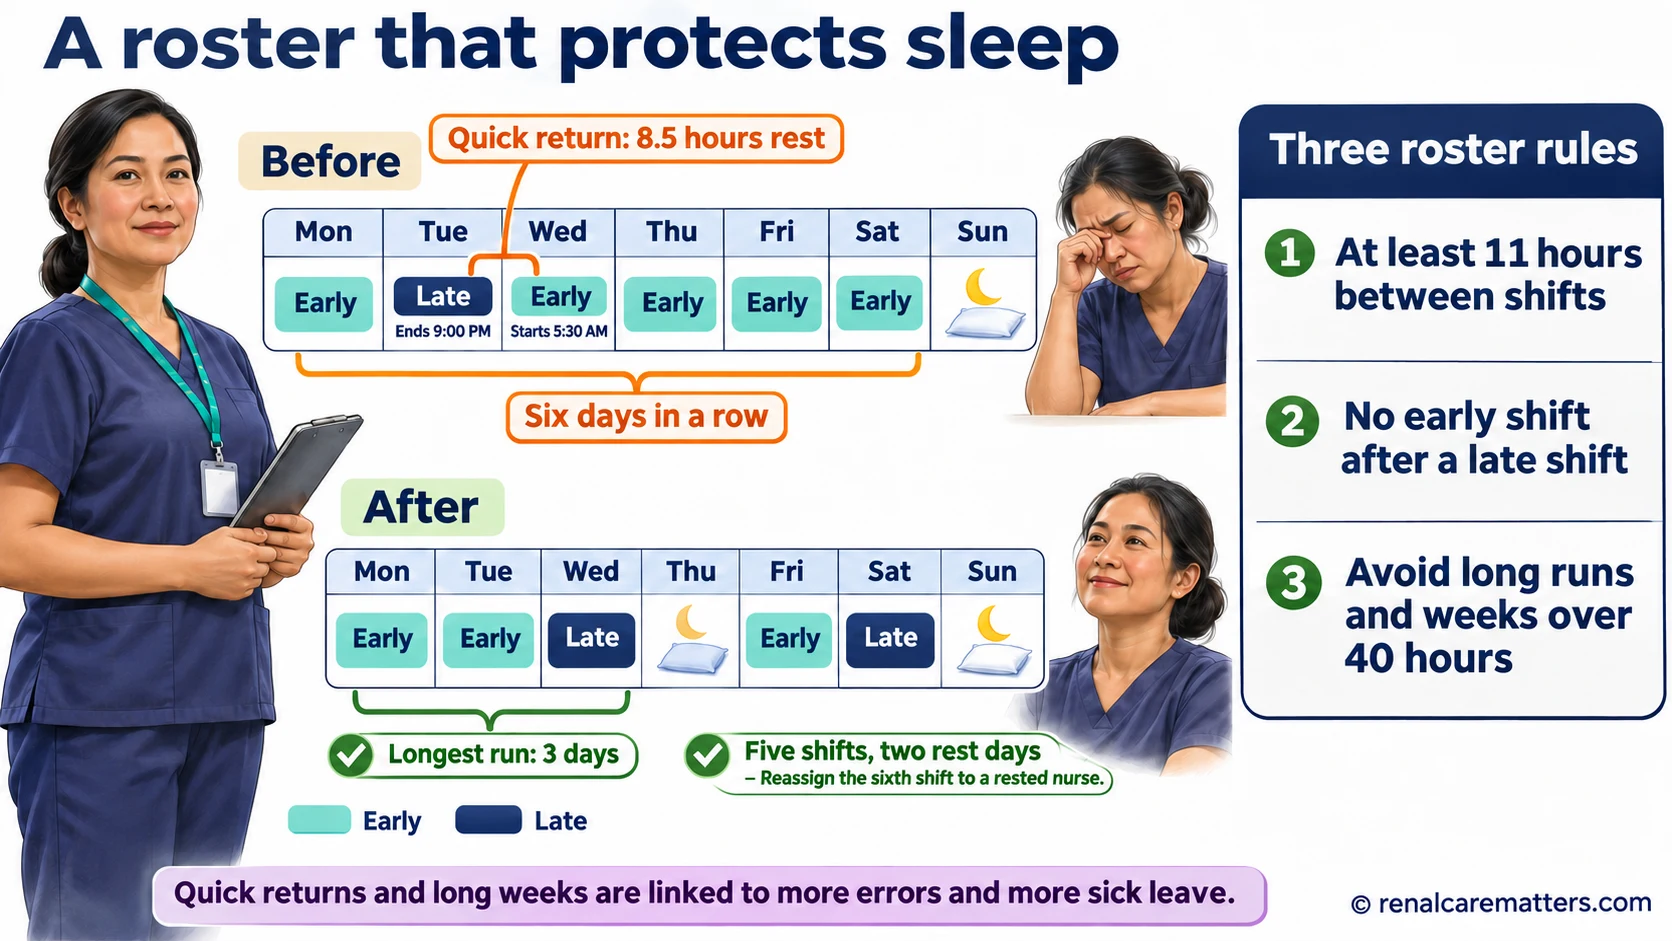 A roster that protects sleep
Before
Quick return: 8.5 hours rest
Mon Tue Wed Thu Fri Sat Sun
Early Late Early Early Early Early
Ends 9:00 PM Starts 5:30 AM
Six days in a row
After
Mon Tue Wed Thu Fri Sat Sun
Early Early Late Early Late
Longest run: 3 days
Five shifts, two rest days
– Reassign the sixth shift to a rested nurse.
Early Late
Three roster rules
1 At least 11 hours
between shifts
2 No early shift
after a late shift
3 Avoid long runs
and weeks over
40 hours
Quick returns and long weeks are linked to more errors and more sick leave.
© renalcarematters.com